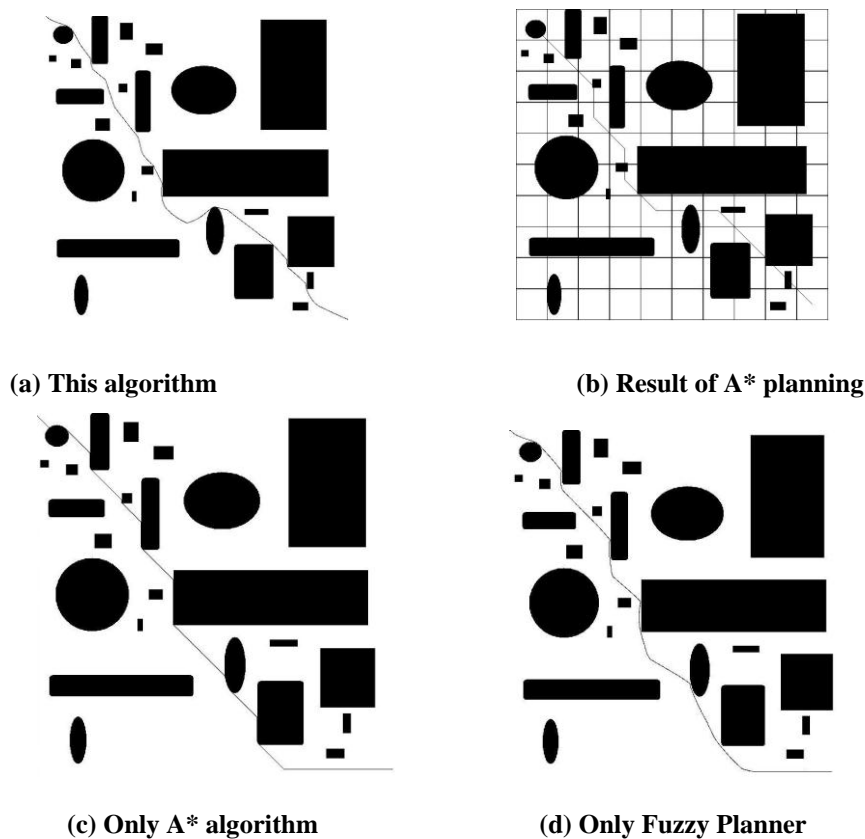 (a) This algorithm
(b) Result of A* planning
(c) Only A* algorithm
(d) Only Fuzzy Planner